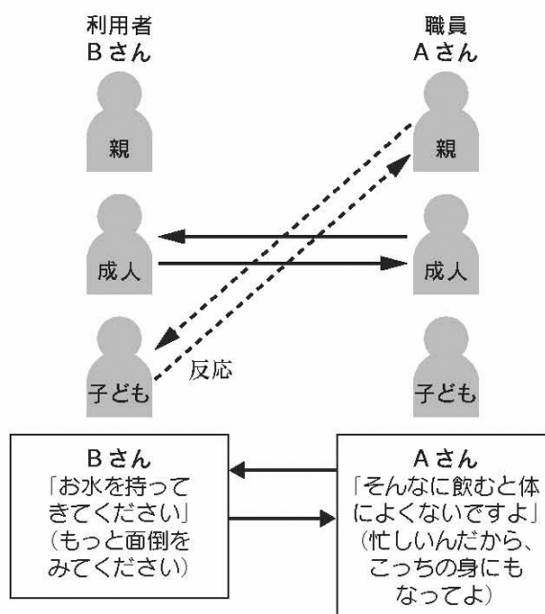 利用者
Bさん
職員
Aさん
親
親
成人
成人
子ども
反応
子ども
Bさん
「お水を持って
きてください」
（もっと面倒を
みてください）
Aさん
「そんなに飲むと体
によくないですよ」
（忙しいんだから、
こっちの身にも
なってよ）